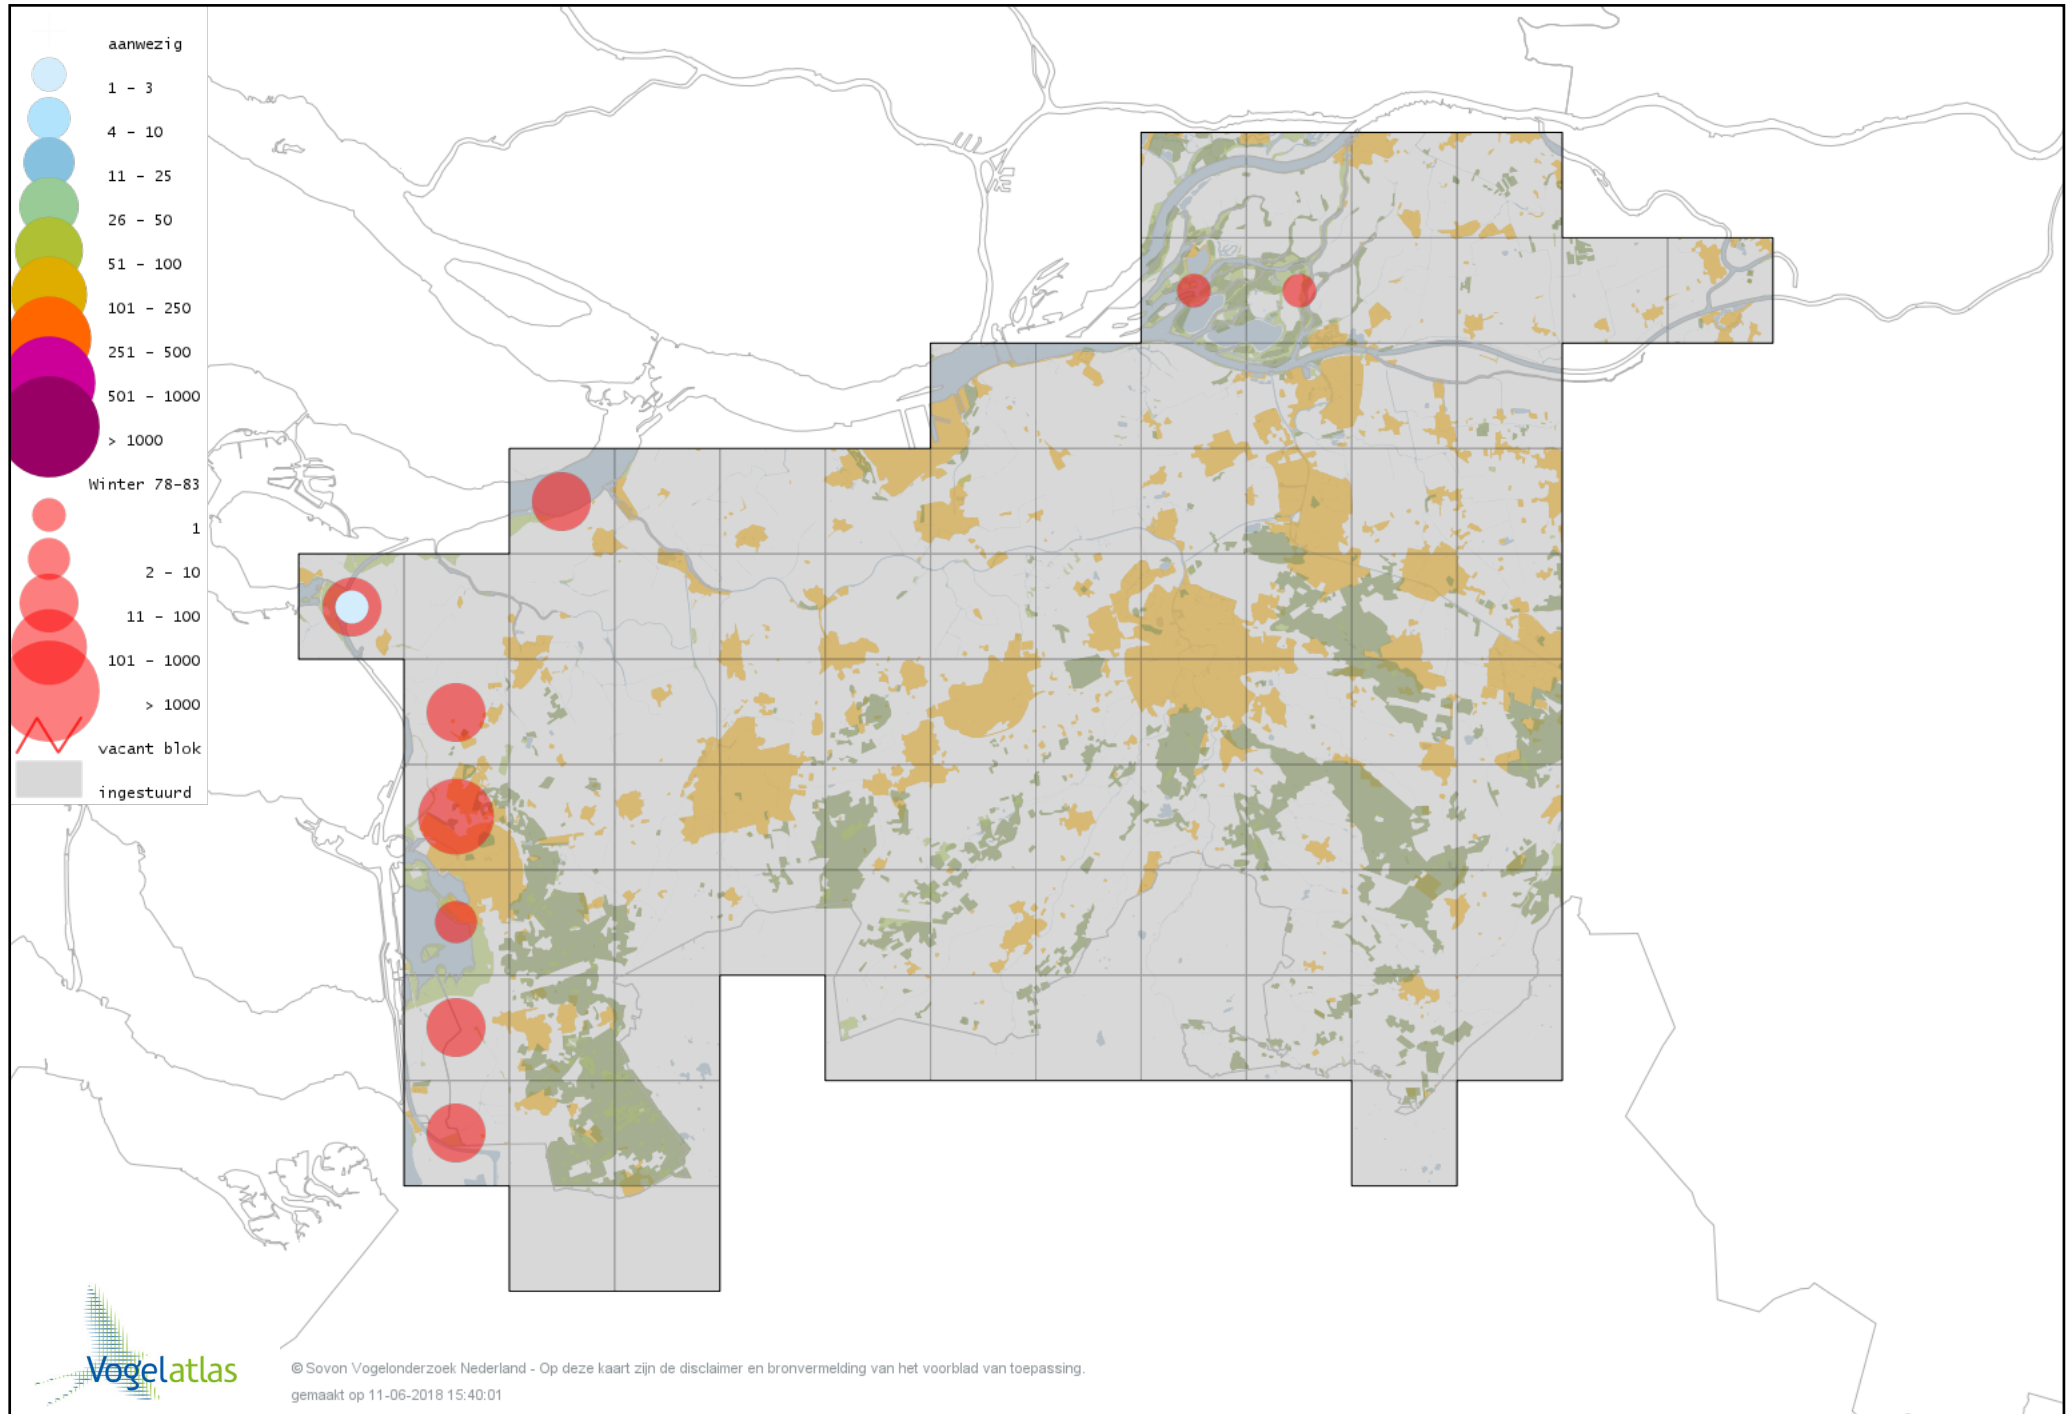 aanwezig
1 – 3
4 – 10
11 – 25
26 – 50
51 – 100
101 – 250
251 – 500
501 – 1000
> 1000
Winter 78-83
1
2 – 10
11 – 100
101 – 1000
> 1000
vacant blok
ingestuurd
Vogelatlas
© Sovon Vogelonderzoek Nederland - Op deze kaart zijn de disclaimer en bronvermelding van het voorblad van toepassing.
gemaakt op 11-06-2018 15:40:01